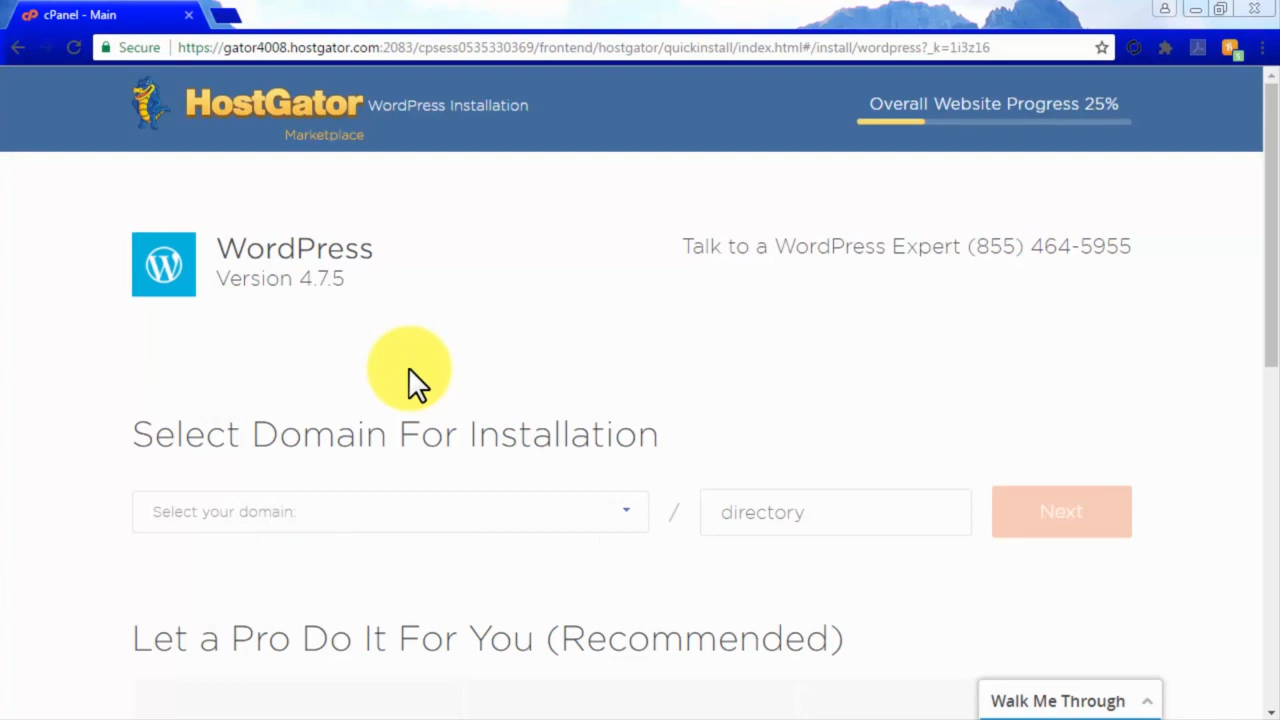 cPanel - Main
Secure
https://gator4008.hostgator.com:2083/cpsess0535330369/frontend/hostgator/quickinstall/index.html#/install/wordpress?_k=1i3z16
HostGator WordPress Installation
Marketplace
Overall Website Progress 25%
WordPress
Version 4.7.5
Talk to a WordPress Expert (855) 464-5955
Select Domain For Installation
Select your domain:
/
directory
Next
Let a Pro Do It For You (Recommended)
Walk Me Through